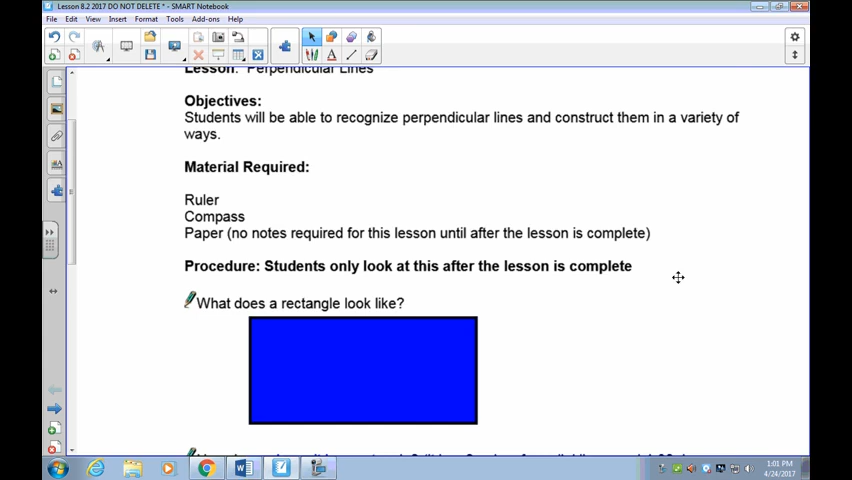 Lesson 8.2 2017 DO NOT DELETE * - SMART Notebook
File Edit View Insert Format Tools Add-ons Help
Lesson: Perpendicular Lines
Objectives:
Students will be able to recognize perpendicular lines and construct them in a variety of
ways.
Material Required:
Ruler
Compass
Paper (no notes required for this lesson until after the lesson is complete)
Procedure: Students only look at this after the lesson is complete
What does a rectangle look like?
1:01 PM
4/24/2017